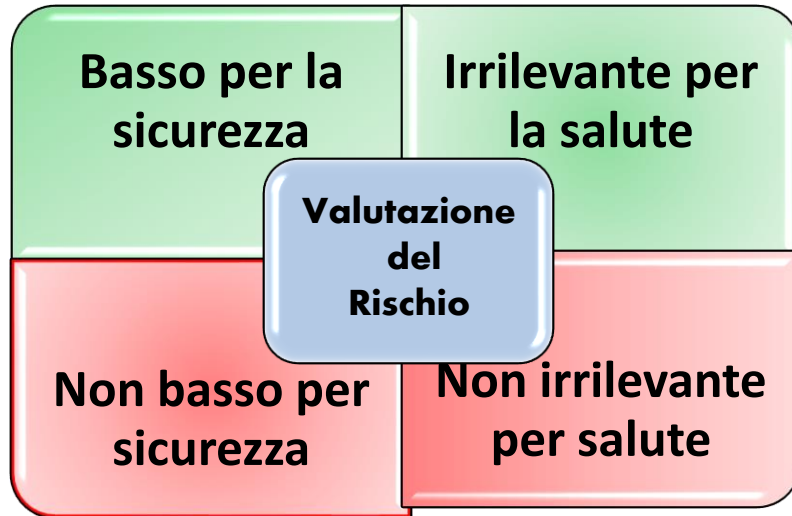 Basso per la
sicurezza
Irrilevante per
la salute
Valutazione
del
Rischio
Non basso per
sicurezza
Non irrilevante
per salute